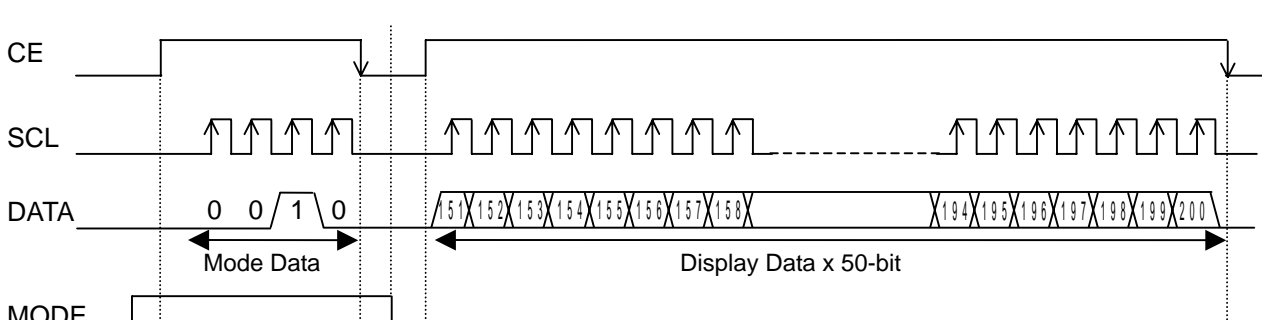 CE
SCL
DATA 0 0 1 0 151 152 153 154 155 156 157 158 194 195 196 197 198 199 200
Mode Data Display Data x 50-bit
MODE